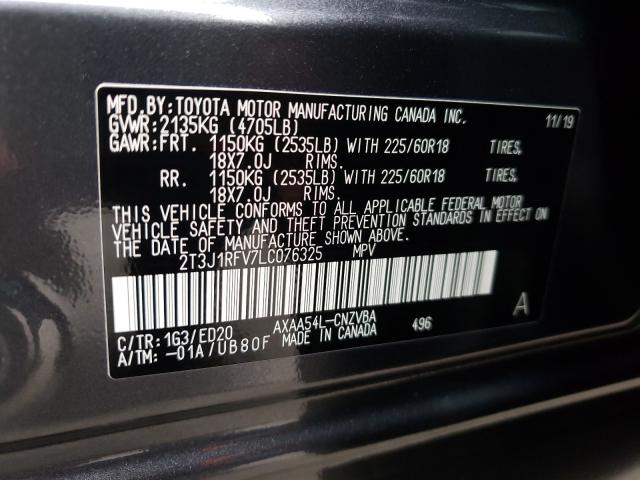 MFD.BY:TOYOTA MOTOR MANUFACTURING CANADA INC. 11/19
GVWR:2135KG (4705LB)
GAWR:FRT. 1150KG (2535LB) WITH 225/60R18 TIRES,
18X7.0J RIMS.
RR. 1150KG (2535LB) WITH 225/60R18 TIRES,
18X7.0J RIMS.
THIS VEHICLE CONFORMS TO ALL APPLICABLE FEDERAL MOTOR
VEHICLE SAFETY AND THEFT PREVENTION STANDARDS IN EFFECT ON
THE DATE OF MANUFACTURE SHOWN ABOVE.
2T3J1RFV7LC076325 MPV
A
C/TR:1G3/ED20 AXAA54L-CNZVBA 496
A/TM:-01A/UB80F MADE IN CANADA